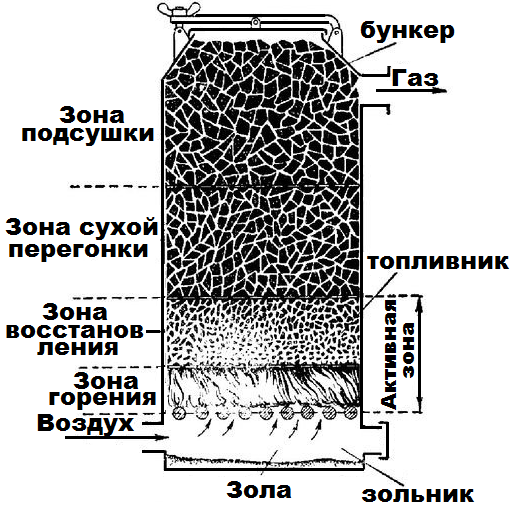 бункер
Газ
Зона
подсушки
Зона сухой
перегонки
топливник
Зона
восстанов
ления
Активная
зона
Зона
горения
Воздух
Зола
зольник